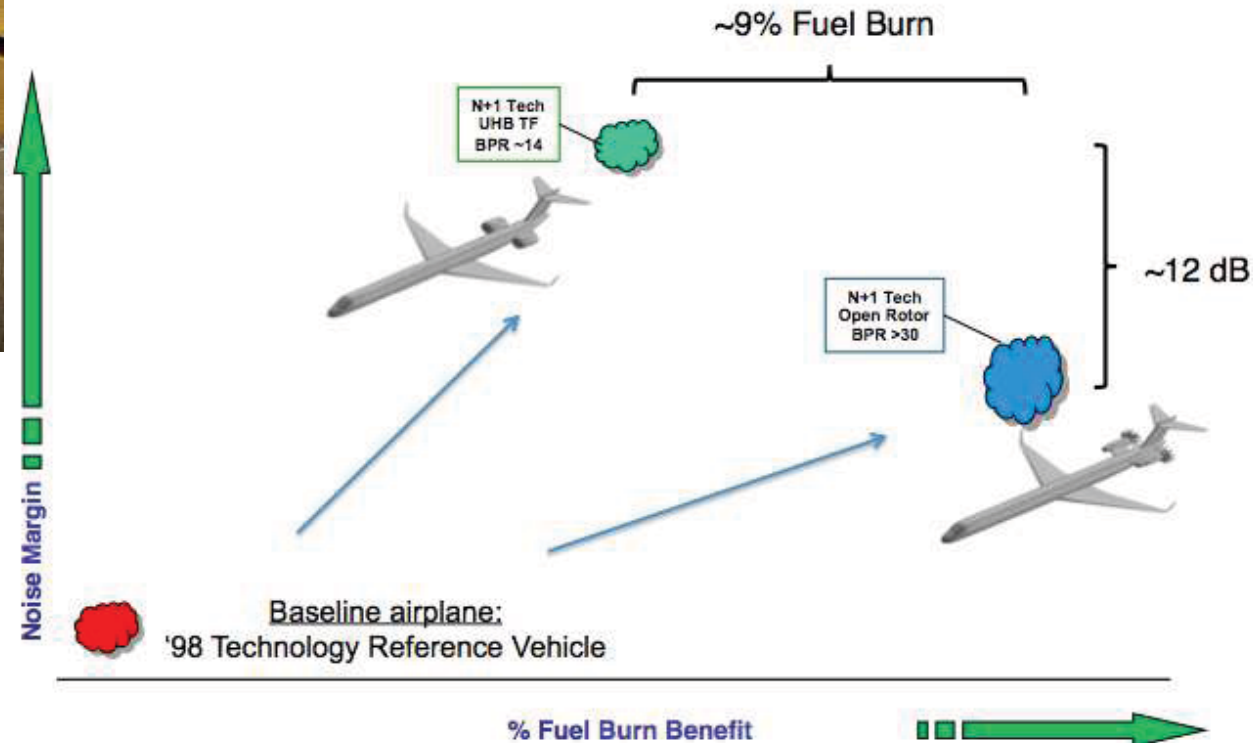 ~9% Fuel Burn
N+1 Tech
UHB TF
BPR ~14
~12 dB
N+1 Tech
Open Rotor
BPR >30
Noise Margin
Baseline airplane:
'98 Technology Reference Vehicle
% Fuel Burn Benefit